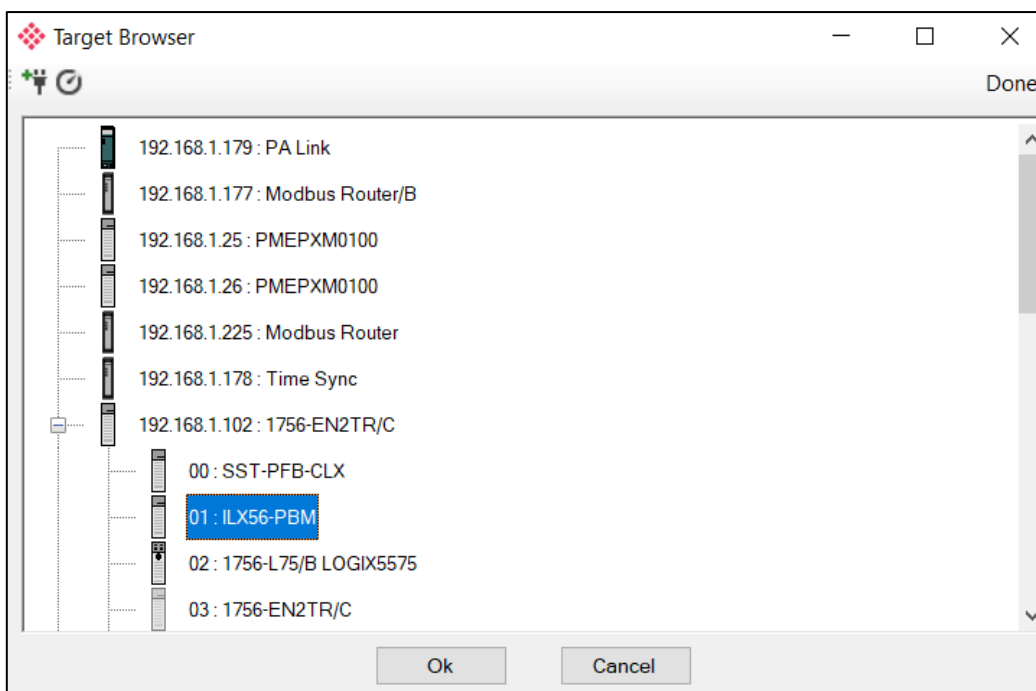 Target Browser
Done
192.168.1.179 : PA Link
192.168.1.177 : Modbus Router/B
192.168.1.25 : PMEPXM0100
192.168.1.26 : PMEPXM0100
192.168.1.225 : Modbus Router
192.168.1.178 : Time Sync
192.168.1.102 : 1756-EN2TR/C
00 : SST-PFB-CLX
01 : ILX56-PBM
02 : 1756-L75/B LOGIX5575
03 : 1756-EN2TR/C
Ok Cancel